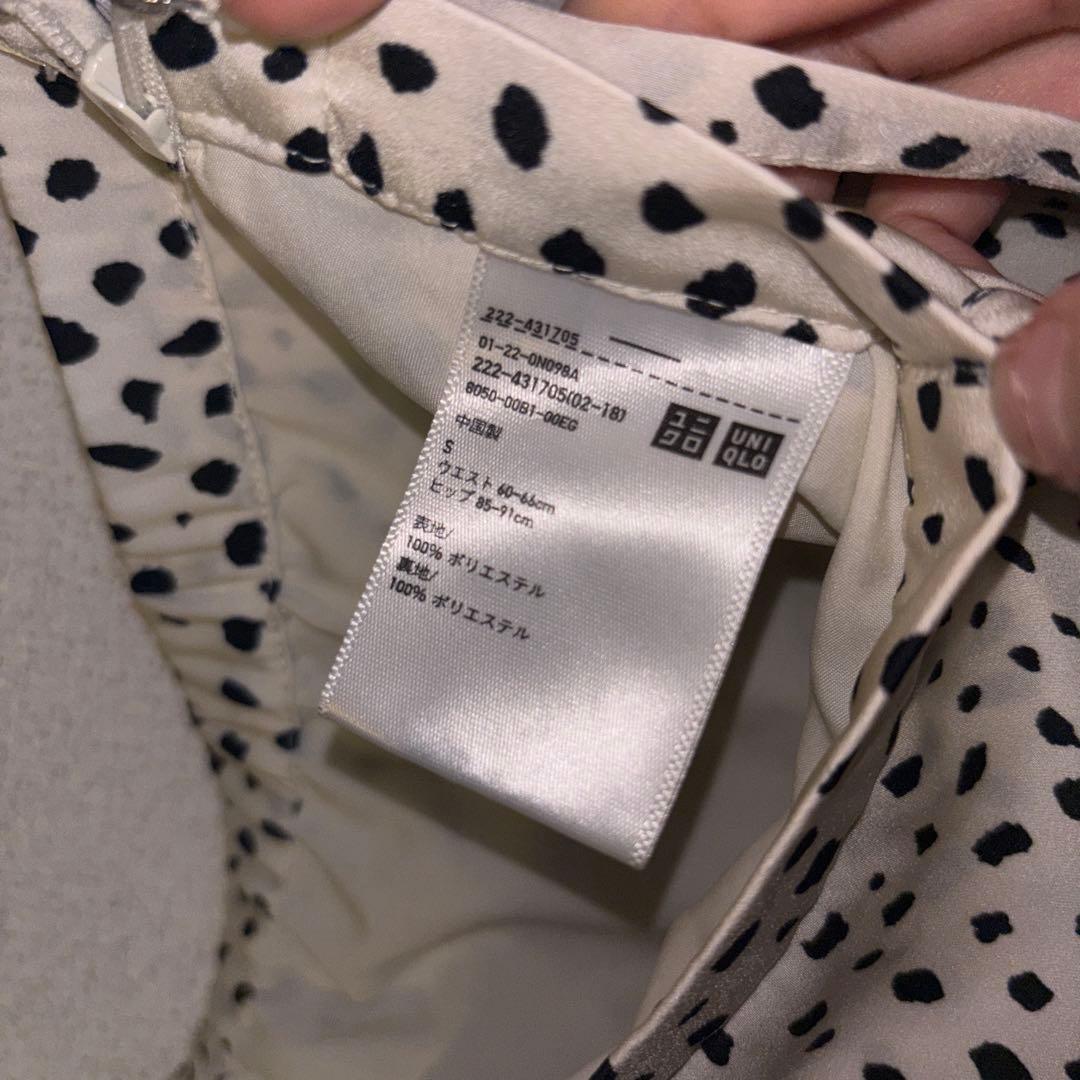 222-431705
01-22-0N098A
222-431705(02-18)
8050-00B1-00EG
中国製
S
ウエスト 60-66cm
ヒップ 85-91cm
表地/
100% ポリエステル
裏地/
100% ポリエステル
ユニ
クロ
UNI
QLO